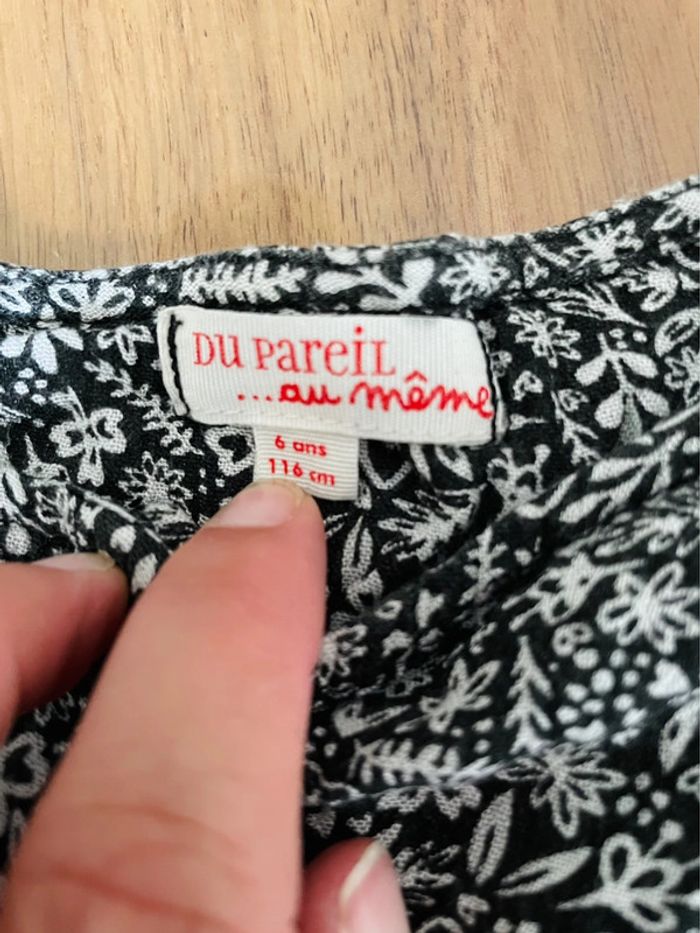 DU PAREIL
...au même
6 ans
116 cm